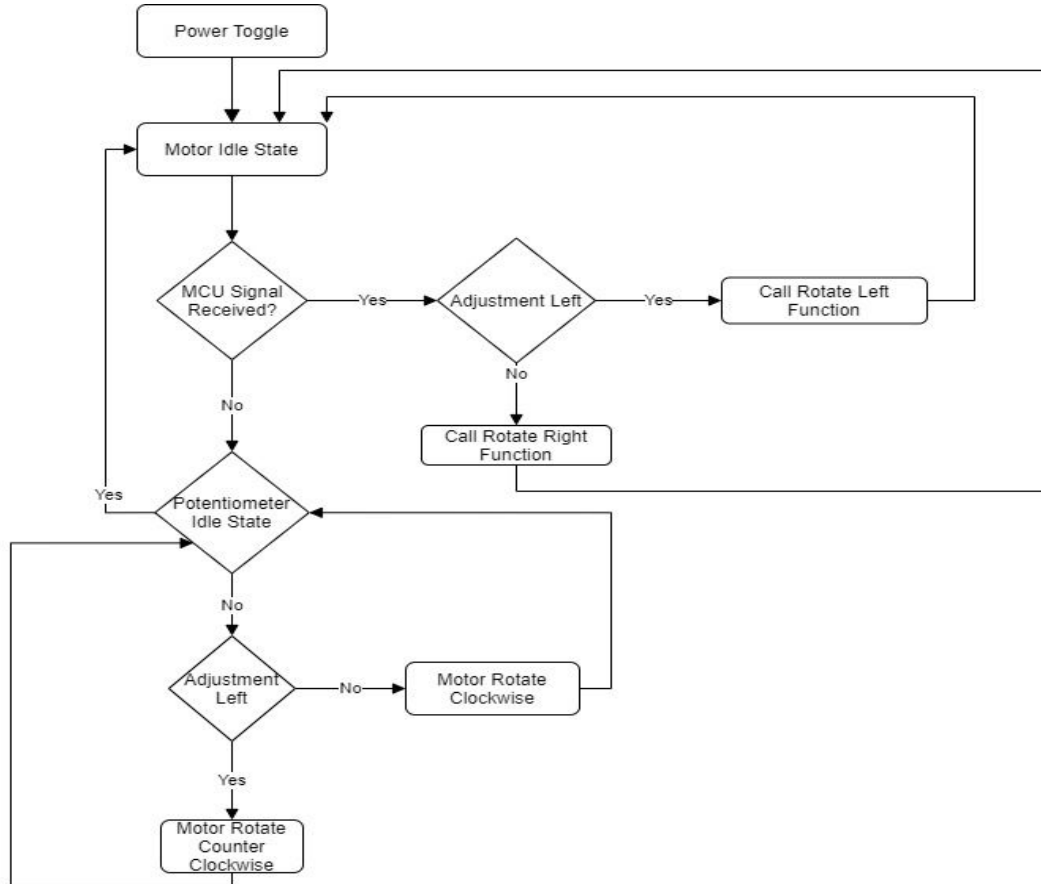 Power Toggle
Motor Idle State
MCU Signal
Received?
Yes
Adjustment Left
Yes
Call Rotate Left
Function
No
No
Call Rotate Right
Function
Yes
Potentiometer
Idle State
No
Adjustment
Left
No
Motor Rotate
Clockwise
Yes
Motor Rotate
Counter
Clockwise